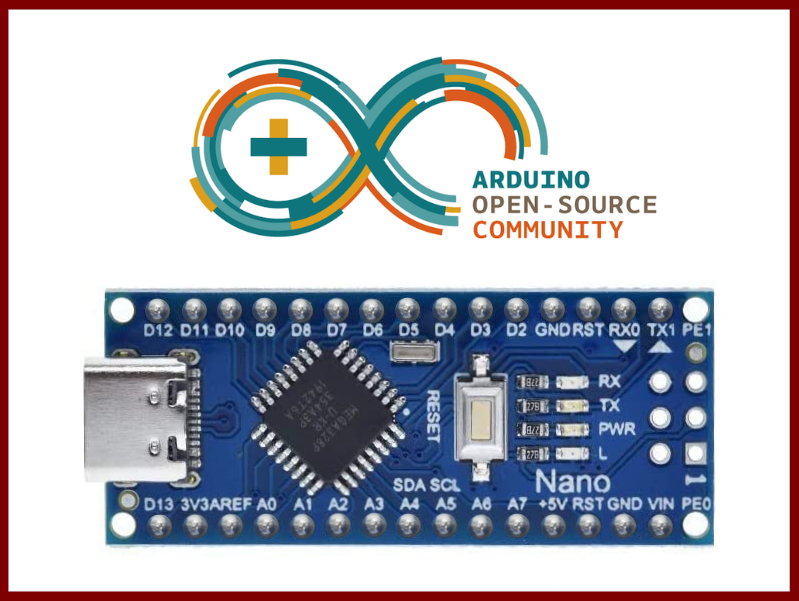 ARDUINO
OPEN-SOURCE
COMMUNITY
D12 D11 D10 D9 D8 D7 D6 D5 D4 D3 D2 GND RST RX0 TX1 PE1
RX
TX
PWR
L
RESET
MEGA328P
U-KR
SDA SCL
Nano
1
D13 3V3 AREF A0 A1 A2 A3 A4 A5 A6 A7 +5V RST GND VIN PE0